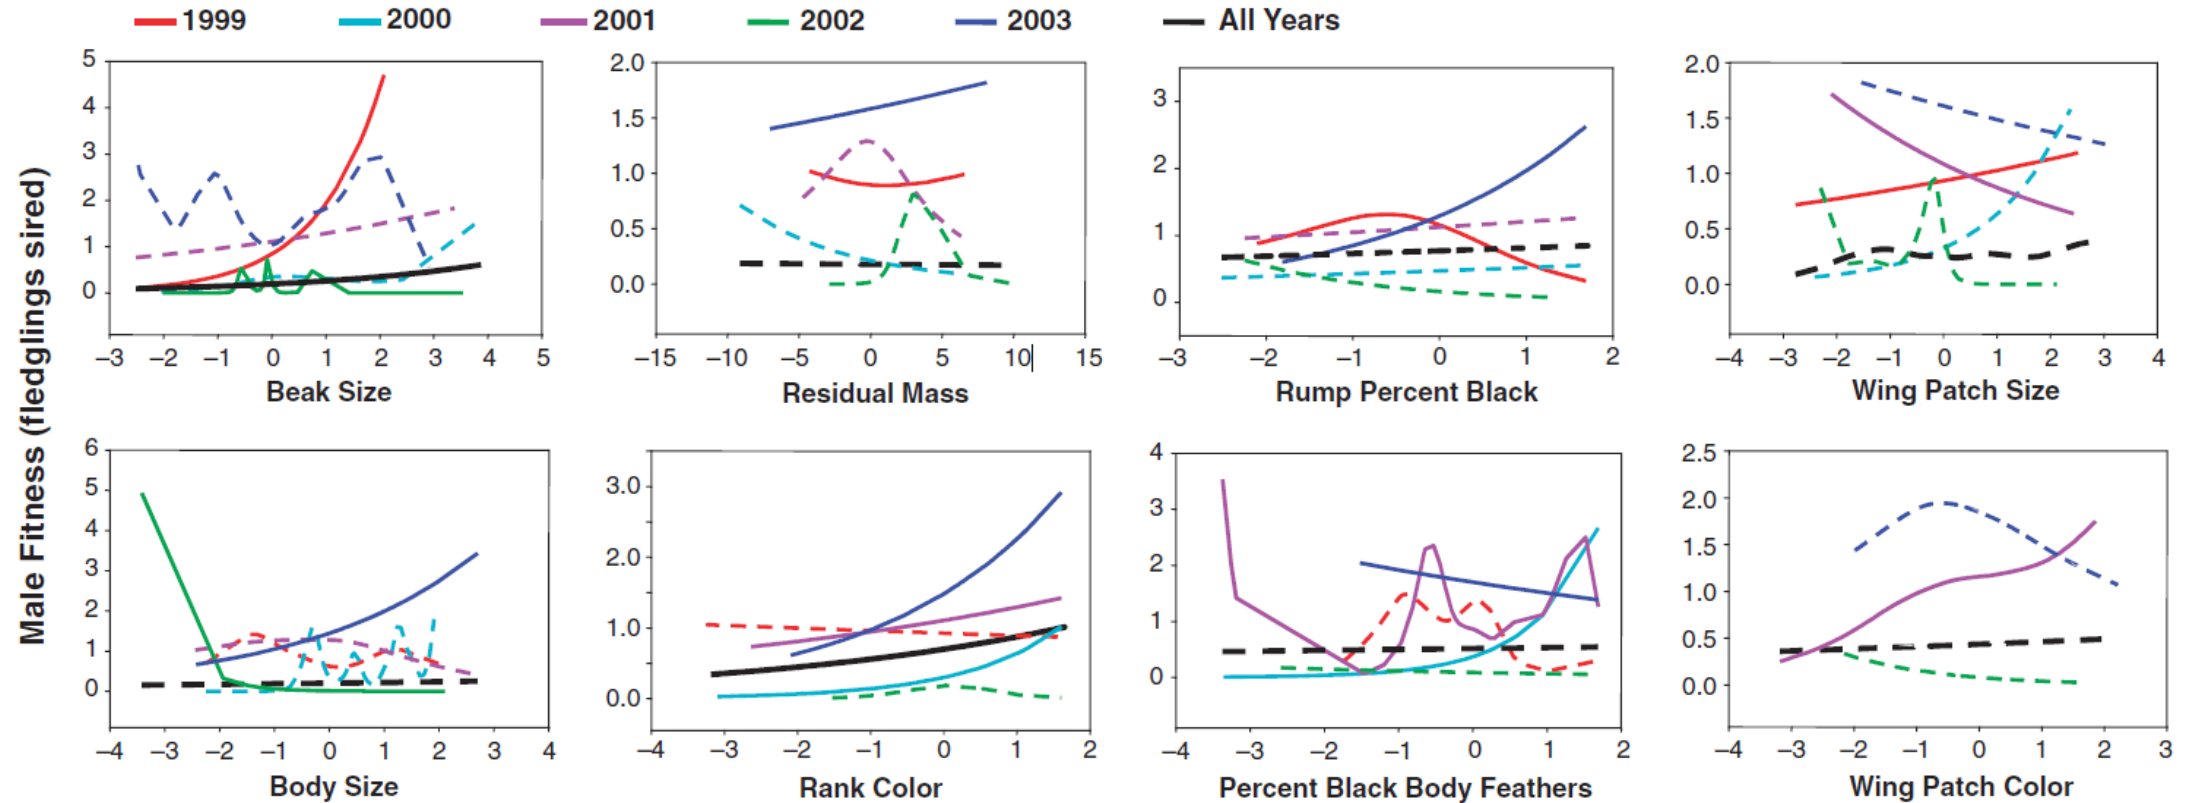 1999 2000 2001 2002 2003 All Years
Male Fitness (fledglings sired)
5
4
3
2
1
0
–3 –2 –1 0 1 2 3 4 5
Beak Size
2.0
1.5
1.0
0.5
0.0
–15 –10 –5 0 5 10 15
Residual Mass
3
2
1
0
–3 –2 –1 0 1 2
Rump Percent Black
2.0
1.5
1.0
0.5
0.0
–4 –3 –2 –1 0 1 2 3 4
Wing Patch Size
6
5
4
3
2
1
0
–4 –3 –2 –1 0 1 2 3 4
Body Size
3.0
2.0
1.0
0.0
–4 –3 –2 –1 0 1 2
Rank Color
4
3
2
1
0
–4 –3 –2 –1 0 1 2
Percent Black Body Feathers
2.5
2.0
1.5
1.0
0.5
0.0
–4 –3 –2 –1 0 1 2 3
Wing Patch Color